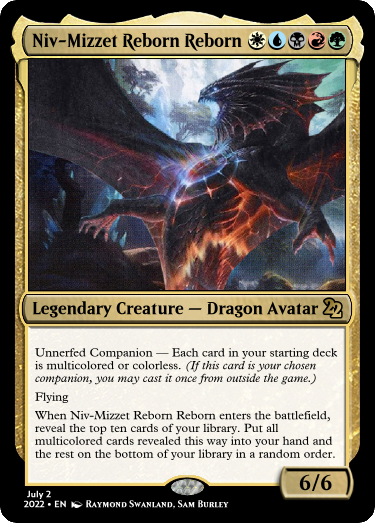 Niv-Mizzet Reborn Reborn
Legendary Creature — Dragon Avatar
Unnerfed Companion — Each card in your starting deck
is multicolored or colorless. (If this card is your chosen
companion, you may cast it once from outside the game.)
Flying
When Niv-Mizzet Reborn Reborn enters the battlefield,
reveal the top ten cards of your library. Put all
multicolored cards revealed this way into your hand and
the rest on the bottom of your library in a random order.
6/6
July 2
2022 • EN Raymond Swanland, Sam Burley